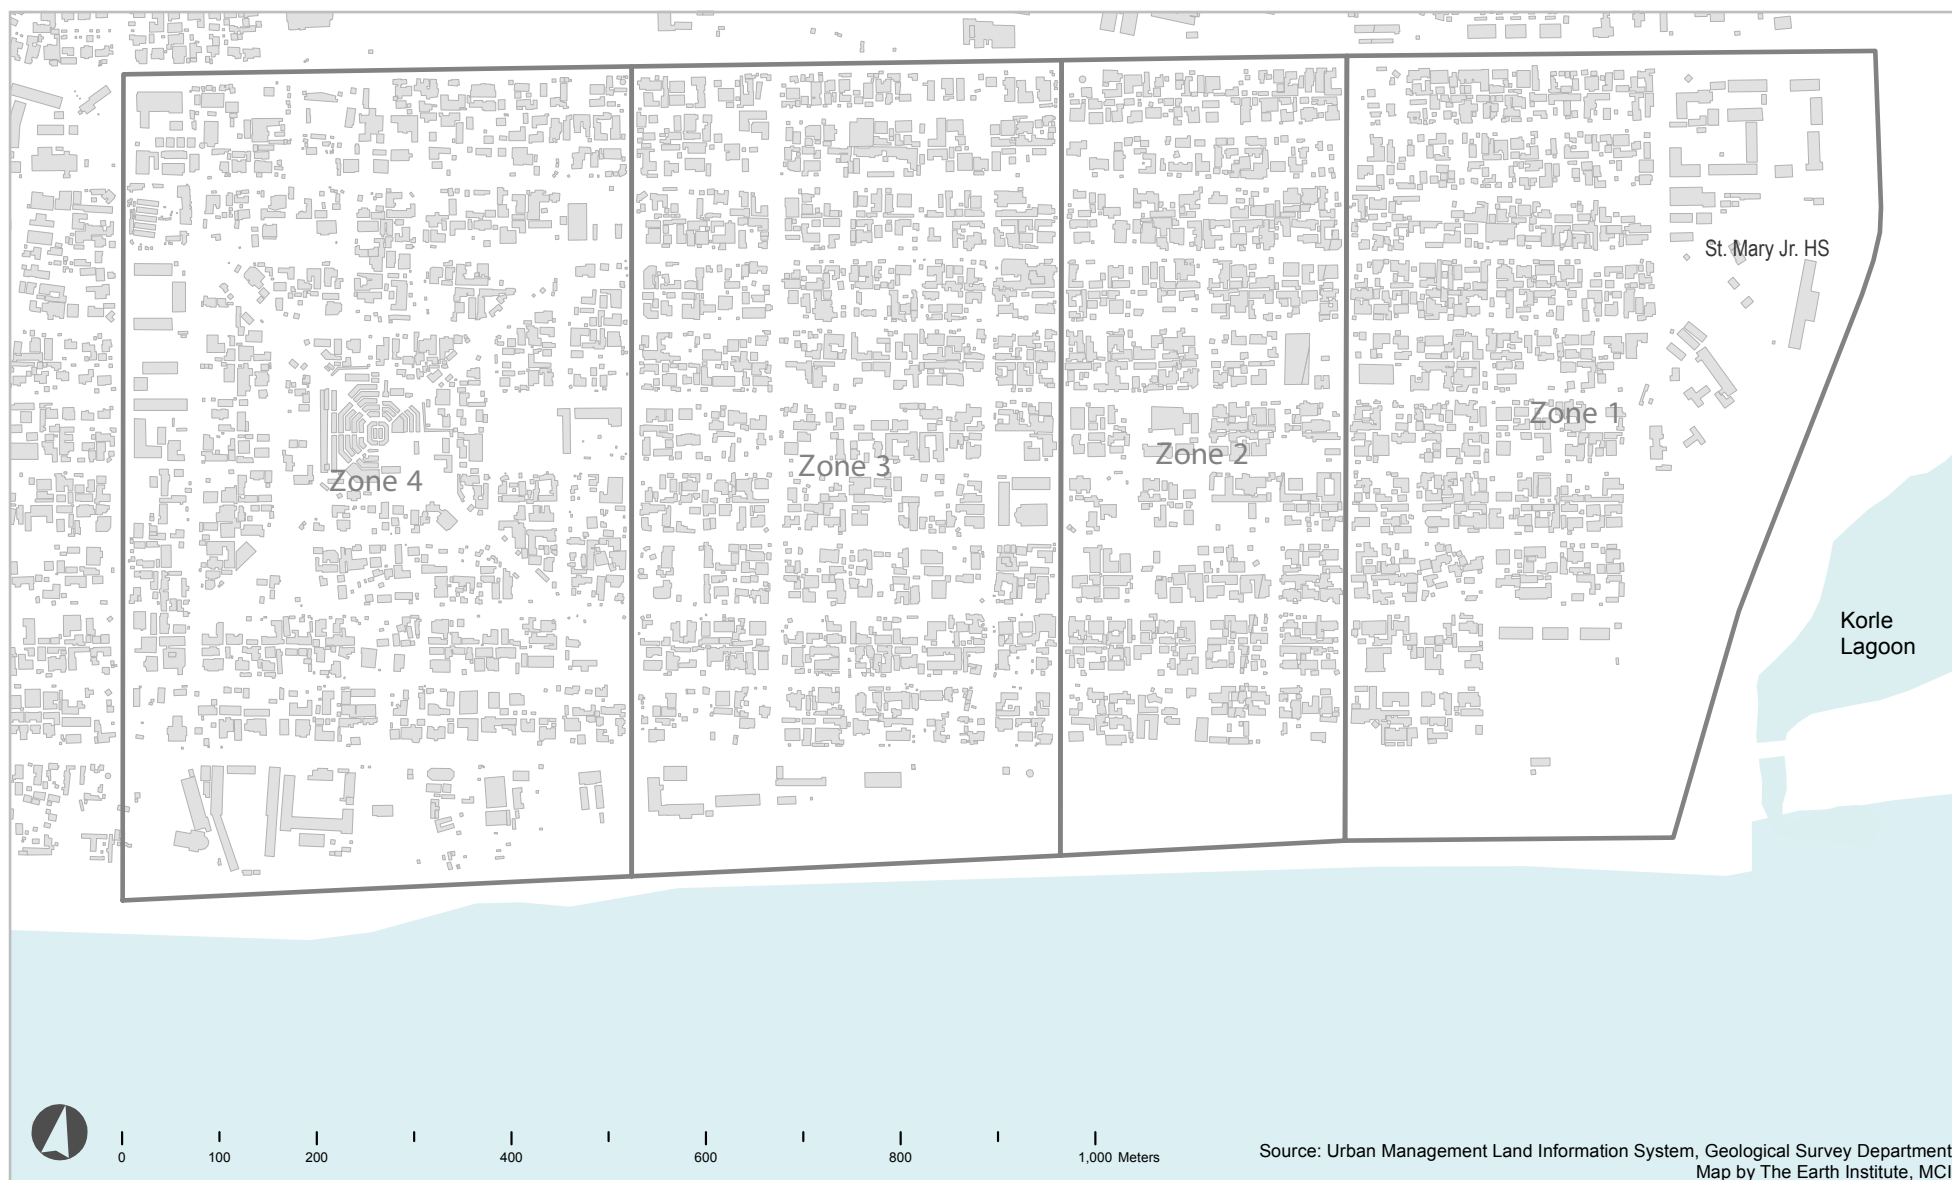 St. Mary Jr. HS
Zone 1
Zone 2
Zone 3
Zone 4
Korle
Lagoon
0 100 200 400 600 800 1,000 Meters
Source: Urban Management Land Information System, Geological Survey Department
Map by The Earth Institute, MCI